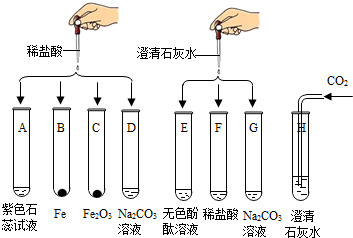 稀盐酸
澄清石灰水
CO2
A B C D E F G H
紫色石
蕊试液
Fe
Fe2O3
Na2CO3
溶液
无色酚
酞溶液
稀盐酸
Na2CO3
溶液
澄清
石灰水